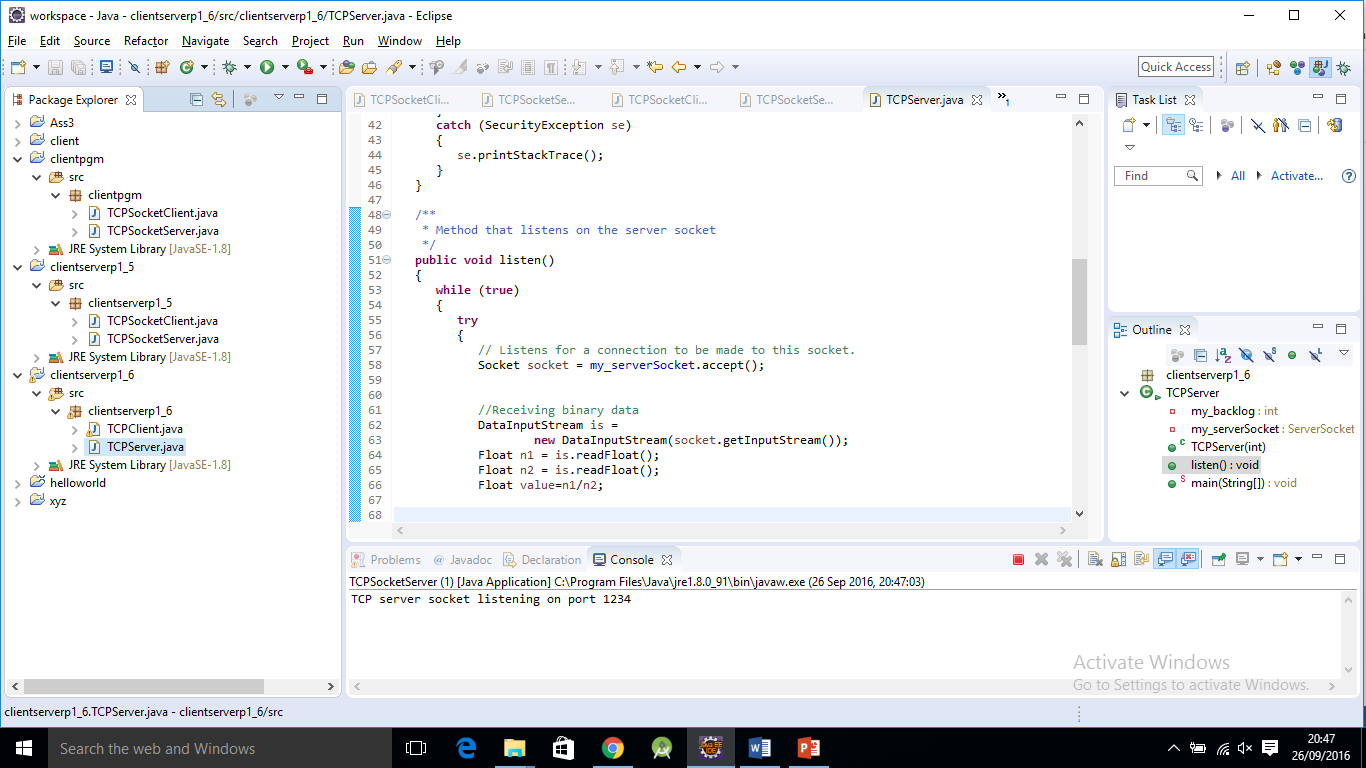 workspace - Java - clientserverp1_6/src/clientserverp1_6/TCPServer.java - Eclipse
File Edit Source Refactor Navigate Search Project Run Window Help
Quick Access
Package Explorer
Ass3
client
clientpgm
src
clientpgm
TCPSocketClient.java
TCPSocketServer.java
JRE System Library [JavaSE-1.8]
clientserverp1_5
src
clientserverp1_5
TCPSocketClient.java
TCPSocketServer.java
JRE System Library [JavaSE-1.8]
clientserverp1_6
src
clientserverp1_6
TCPClient.java
TCPServer.java
JRE System Library [JavaSE-1.8]
helloworld
xyz
TCPSocketCli... TCPSocketSe... TCPSocketCli... TCPSocketSe... TCPServer.java »1
42 catch (SecurityException se)
43 {
44 se.printStackTrace();
45 }
46 }
47
48 /**
49 * Method that listens on the server socket
50 */
51 public void listen()
52 {
53 while (true)
54 {
55 try
56 {
57 // Listens for a connection to be made to this socket.
58 Socket socket = my_serverSocket.accept();
59
60
61 //Receiving binary data
62 DataInputStream is =
63 new DataInputStream(socket.getInputStream());
64 Float n1 = is.readFloat();
65 Float n2 = is.readFloat();
66 Float value=n1/n2;
67
68
Task List
Find All Activate...
Outline
clientserverp1_6
TCPServer
my_backlog : int
my_serverSocket : ServerSocket
TCPServer(int)
listen() : void
main(String[]) : void
Problems @ Javadoc Declaration Console
TCPSocketServer (1) [Java Application] C:\Program Files\Java\jre1.8.0_91\bin\javaw.exe (26 Sep 2016, 20:47:03)
TCP server socket listening on port 1234
Activate Windows
Go to Settings to activate Windows.
clientserverp1_6.TCPServer.java - clientserverp1_6/src
Search the web and Windows
20:47
26/09/2016